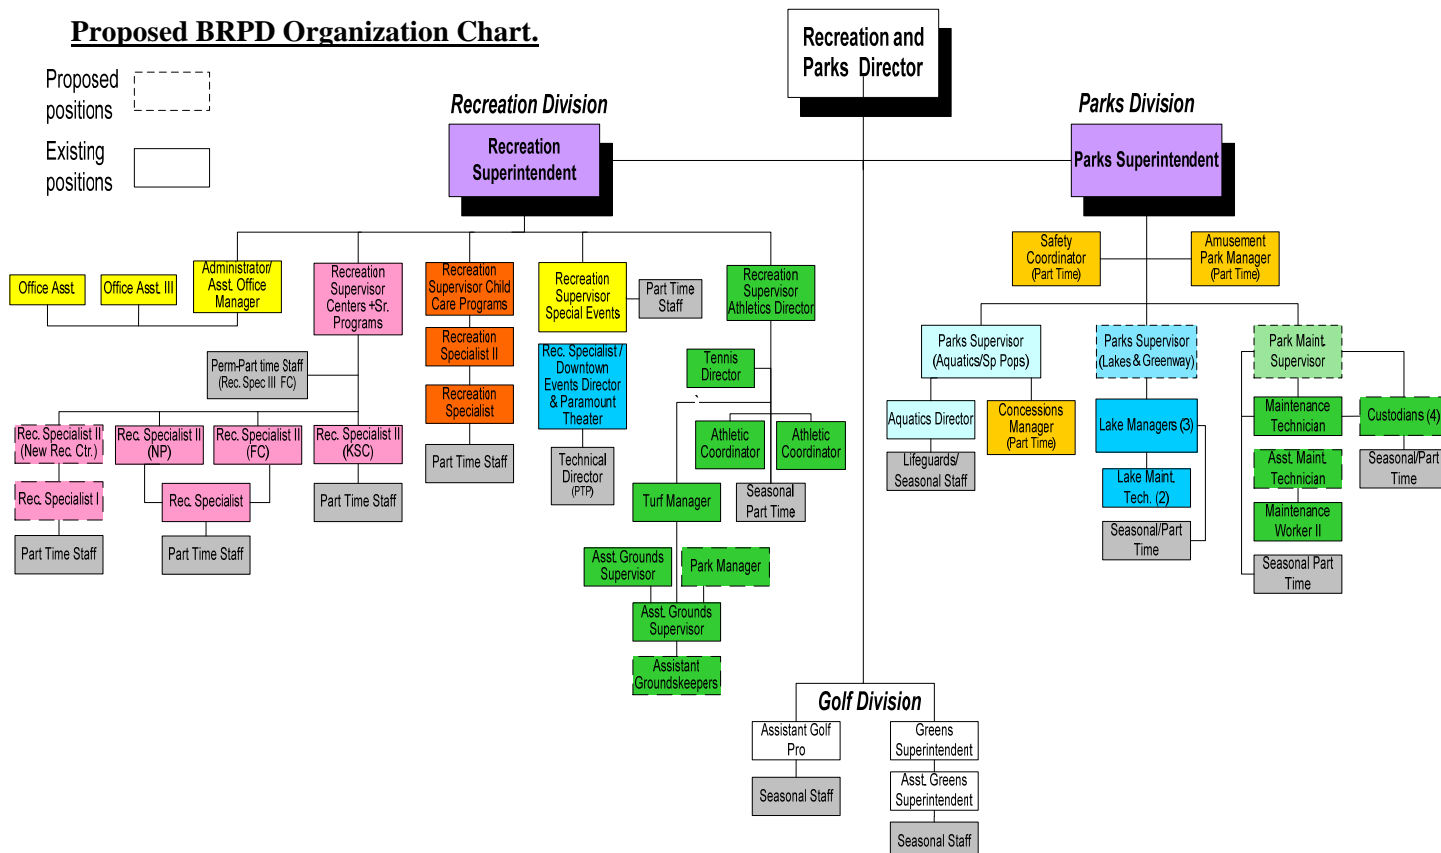 Proposed BRPD Organization Chart.
Proposed
positions
Existing
positions
Recreation and
Parks Director
Recreation Division
Parks Division
Recreation
Superintendent
Parks Superintendent
Safety
Coordinator
(Part Time)
Amusement
Park Manager
(Part Time)
Office Asst.
Office Asst. III
Administrator/
Asst. Office
Manager
Recreation
Supervisor
Centers +Sr.
Programs
Recreation
Supervisor Child
Care Programs
Recreation
Supervisor
Special Events
Part Time
Staff
Recreation
Supervisor
Athletics Director
Perm-Part time Staff
(Rec. Spec III FC)
Recreation
Specialist II
Recreation
Specialist
Part Time Staff
Rec. Specialist /
Downtown
Events Director
& Paramount
Theater
Technical
Director
(PTP)
Tennis
Director
Athletic
Coordinator
Athletic
Coordinator
Seasonal
Part Time
Turf Manager
Asst. Grounds
Supervisor
Park Manager
Asst. Grounds
Supervisor
Assistant
Groundskeepers
Rec. Specialist II
(New Rec. Ctr.)
Rec. Specialist II
(NP)
Rec. Specialist II
(FC)
Rec. Specialist II
(KSC)
Rec. Specialist I
Rec. Specialist
Part Time Staff
Part Time Staff
Part Time Staff
Parks Supervisor
(Aquatics/Sp Pops)
Parks Supervisor
(Lakes & Greenway)
Park Maint.
Supervisor
Aquatics Director
Lifeguards/
Seasonal Staff
Concessions
Manager
(Part Time)
Lake Managers (3)
Lake Maint.
Tech. (2)
Seasonal/Part
Time
Maintenance
Technician
Custodians (4)
Asst. Maint.
Technician
Seasonal/Part
Time
Maintenance
Worker II
Seasonal Part
Time
Golf Division
Assistant Golf
Pro
Seasonal Staff
Greens
Superintendent
Asst. Greens
Superintendent
Seasonal Staff